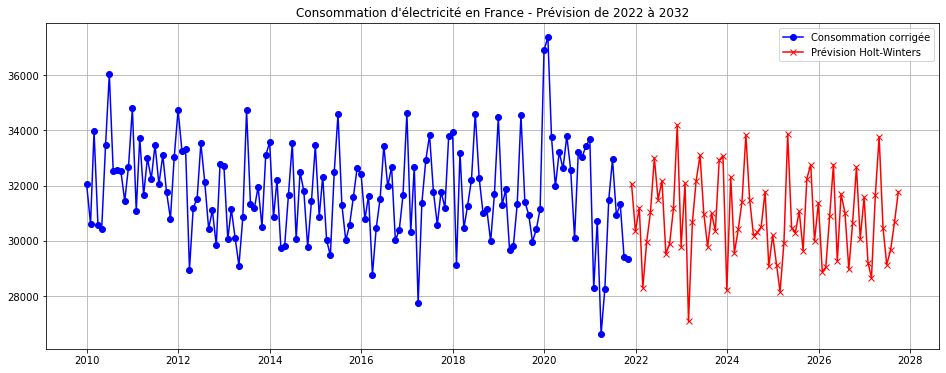 Consommation d'électricité en France - Prévision de 2022 à 2032
Consommation corrigée
Prévision Holt-Winters
36000
34000
32000
30000
28000
2010 2012 2014 2016 2018 2020 2022 2024 2026 2028